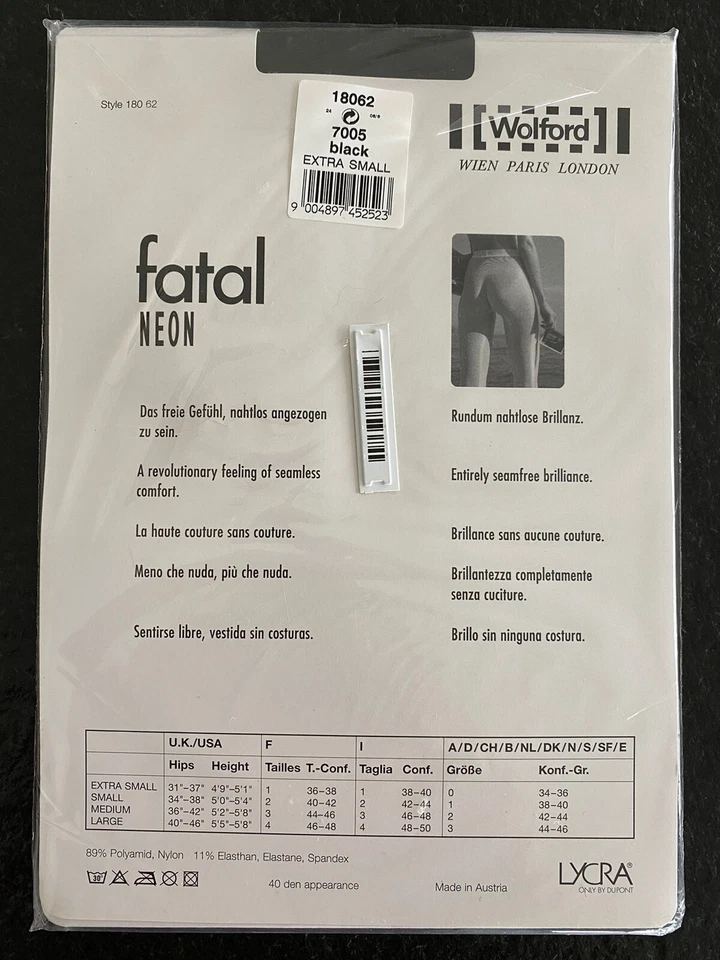 Style 180 62
18062
24
08/8
7005
black
EXTRA SMALL
9 004897 452523
Wolford
WIEN PARIS LONDON
fatal
NEON
Das freie Gefühl, nahtlos angezogen
zu sein.
A revolutionary feeling of seamless
comfort.
La haute couture sans couture.
Meno che nuda, più che nuda.
Sentirse libre, vestida sin costuras.
Rundum nahtlose Brillanz.
Entirely seamfree brilliance.
Brillance sans aucune couture.
Brillantezza completamente
senza cuciture.
Brillo sin ninguna costura.
U.K./USA F I A/D/CH/B/NL/DK/N/S/SF/E
Hips Height Tailles T.-Conf. Taglia Conf. Größe Konf.-Gr.
EXTRA SMALL 31"–37" 4'9"–5'1" 1 36–38 1 38–40 0 34–36
SMALL 34"–38" 5'0"–5'4" 2 40–42 2 42–44 1 38–40
MEDIUM 36"–42" 5'2"–5'8" 3 44–46 3 46–48 2 42–44
LARGE 40"–46" 5'5"–5'8" 4 46–48 4 48–50 3 44–46
89% Polyamid, Nylon 11% Elasthan, Elastane, Spandex
30°
40 den appearance
Made in Austria
LYCRA®
ONLY BY DUPONT